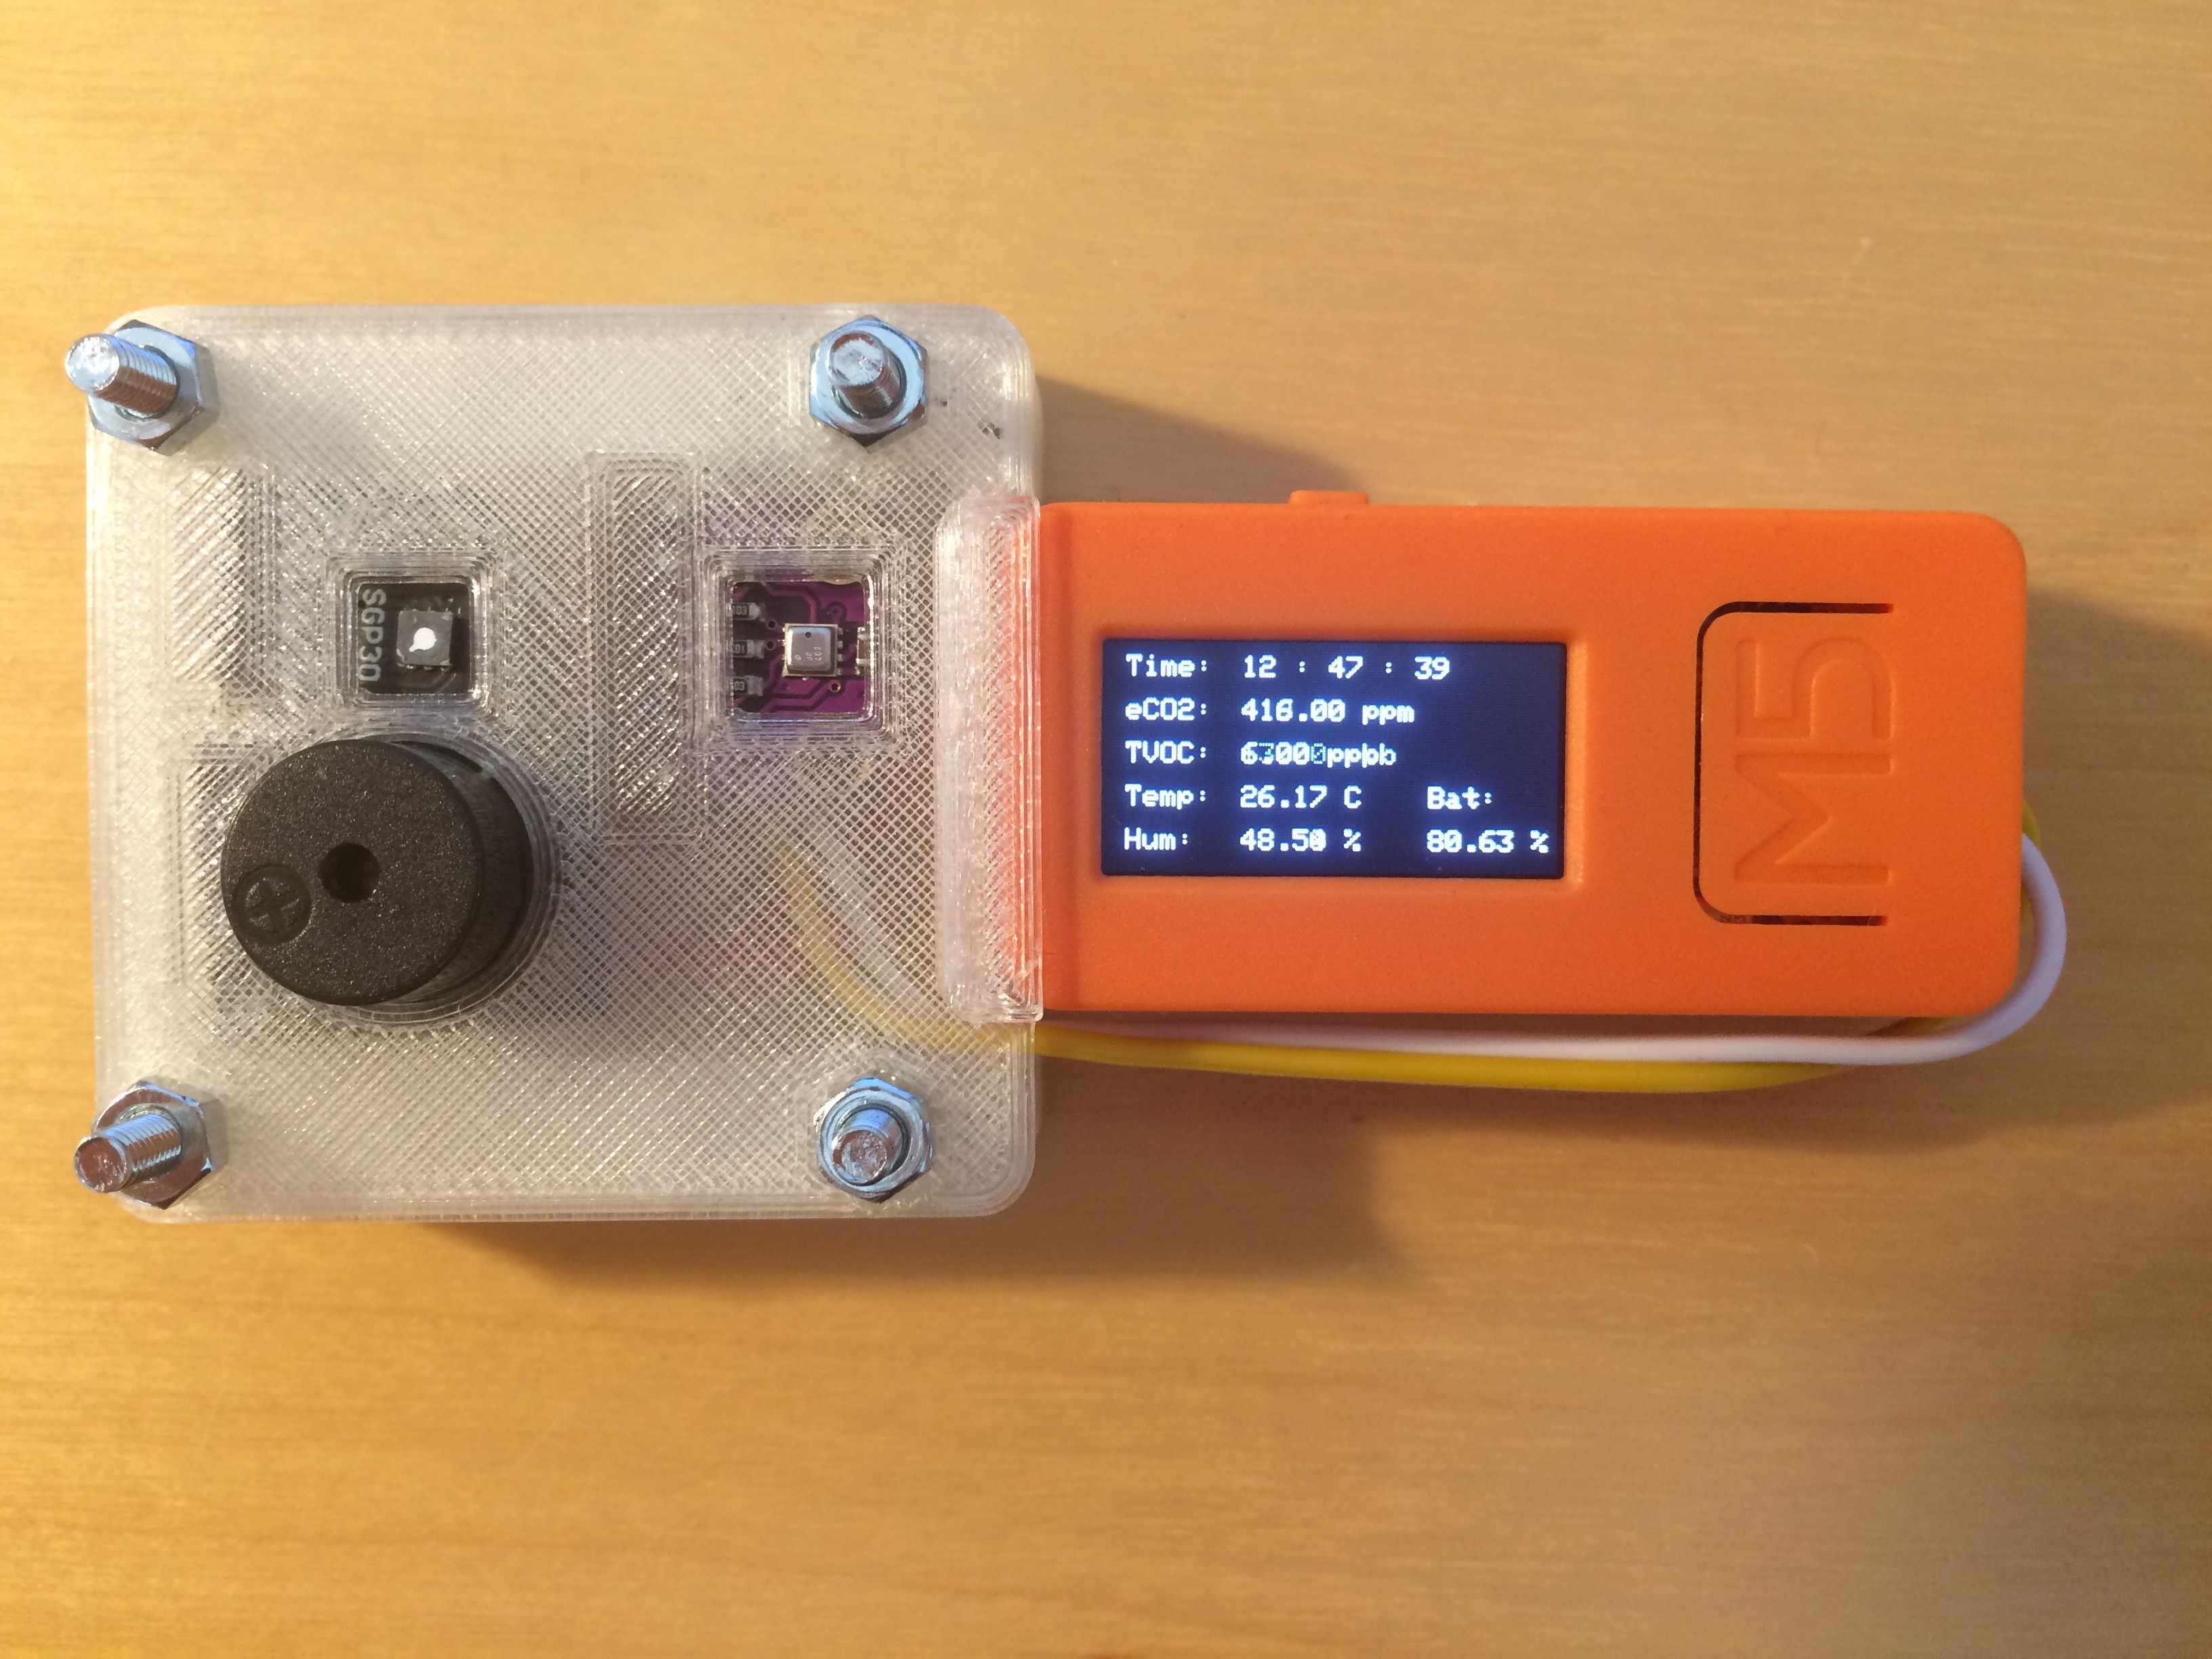 SGP30
Time: 12 : 47 : 39
eCO2: 416.00 ppm
TVOC:
Temp: 26.17 C Bat:
Hum: 48.50 % 80.63 %
M5